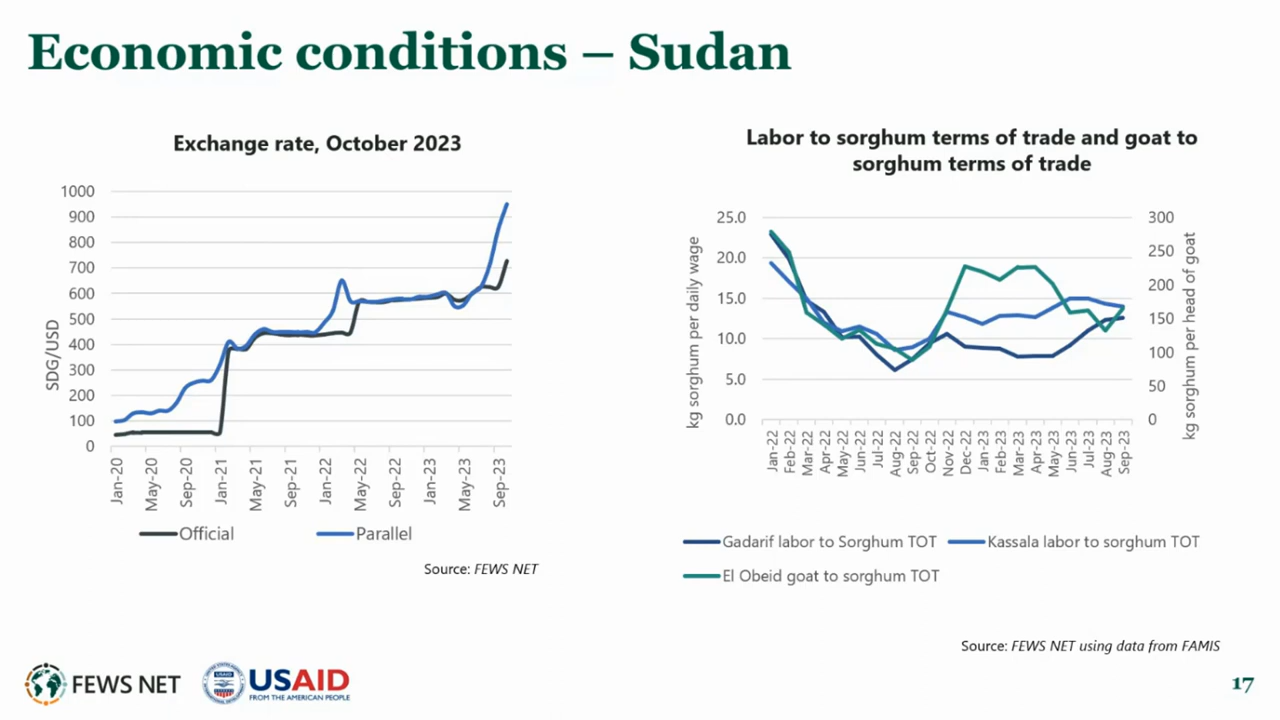 Economic conditions – Sudan
Exchange rate, October 2023
SDG/USD
1000
900
800
700
600
500
400
300
200
100
0
Jan-20
May-20
Sep-20
Jan-21
May-21
Sep-21
Jan-22
May-22
Sep-22
Jan-23
May-23
Sep-23
Official
Parallel
Source: FEWS NET
Labor to sorghum terms of trade and goat to
sorghum terms of trade
kg sorghum per daily wage
25.0
20.0
15.0
10.0
5.0
0.0
300
250
200
150
100
50
0
kg sorghum per head of goat
Jan-22
Feb-22
Mar-22
Apr-22
May-22
Jun-22
Jul-22
Aug-22
Sep-22
Oct-22
Nov-22
Dec-22
Jan-23
Feb-23
Mar-23
Apr-23
May-23
Jun-23
Jul-23
Aug-23
Sep-23
Gadarif labor to Sorghum TOT
Kassala labor to sorghum TOT
El Obeid goat to sorghum TOT
Source: FEWS NET using data from FAMIS
FEWS NET
USAID
USAID
FROM THE AMERICAN PEOPLE
17